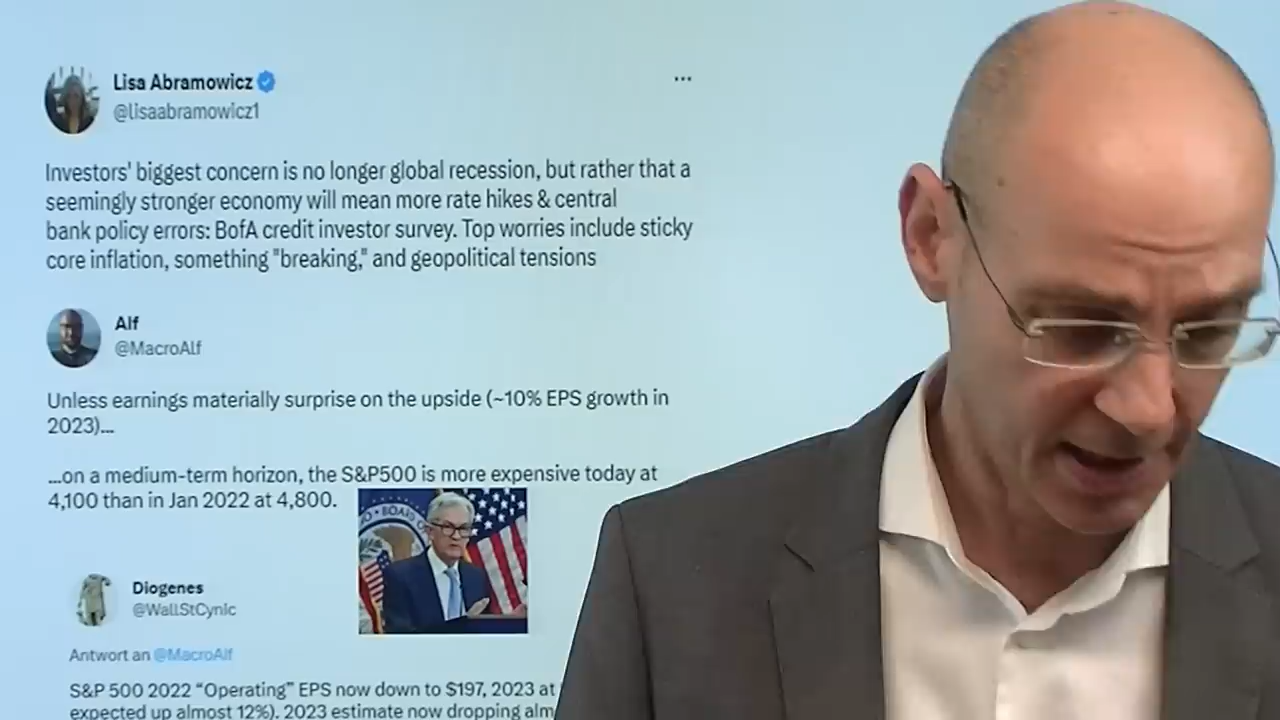 Lisa Abramowicz
@lisaabramowicz1
...
Investors' biggest concern is no longer global recession, but rather that a
seemingly stronger economy will mean more rate hikes & central
bank policy errors: BofA credit investor survey. Top worries include sticky
core inflation, something "breaking," and geopolitical tensions
Alf
@MacroAlf
Unless earnings materially surprise on the upside (~10% EPS growth in
2023)...
...on a medium-term horizon, the S&P500 is more expensive today at
4,100 than in Jan 2022 at 4,800.
BOARD O
Diogenes
@WallStCynic
Antwort an @MacroAlf
S&P 500 2022 “Operating” EPS now down to $197, 2023 at
expected up almost 12%). 2023 estimate now dropping alm